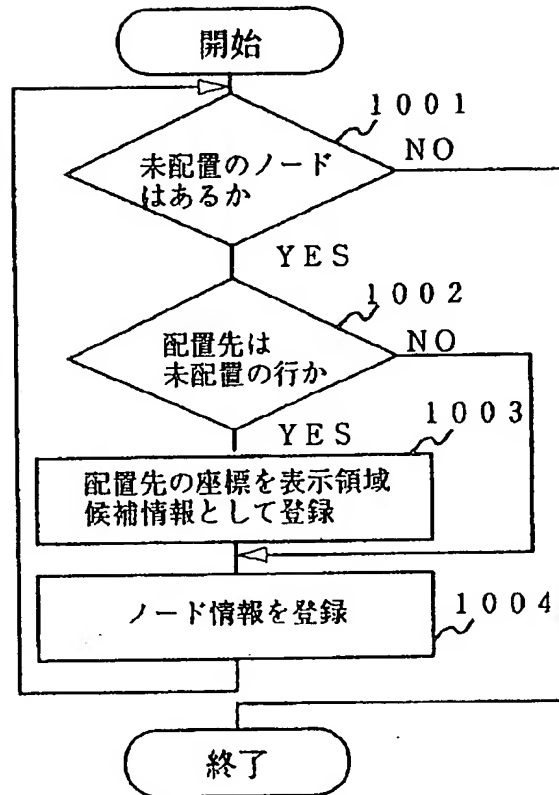 開始
1001
未配置のノード
はあるか
NO
YES
1002
配置先は
未配置の行か
NO
YES
1003
配置先の座標を表示領域
候補情報として登録
ノード情報を登録
1004
終了